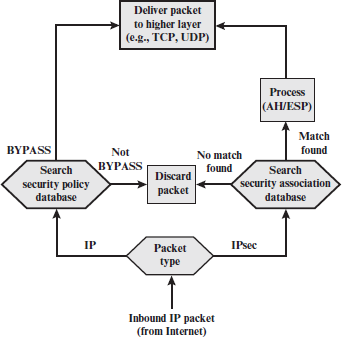 Deliver packet
to higher layer
(e.g., TCP, UDP)
Process
(AH/ESP)
BYPASS
Not
BYPASS
No match
found
Match
found
Search
security policy
database
Discard
packet
Search
security association
database
IP
Packet
type
IPsec
Inbound IP packet
(from Internet)